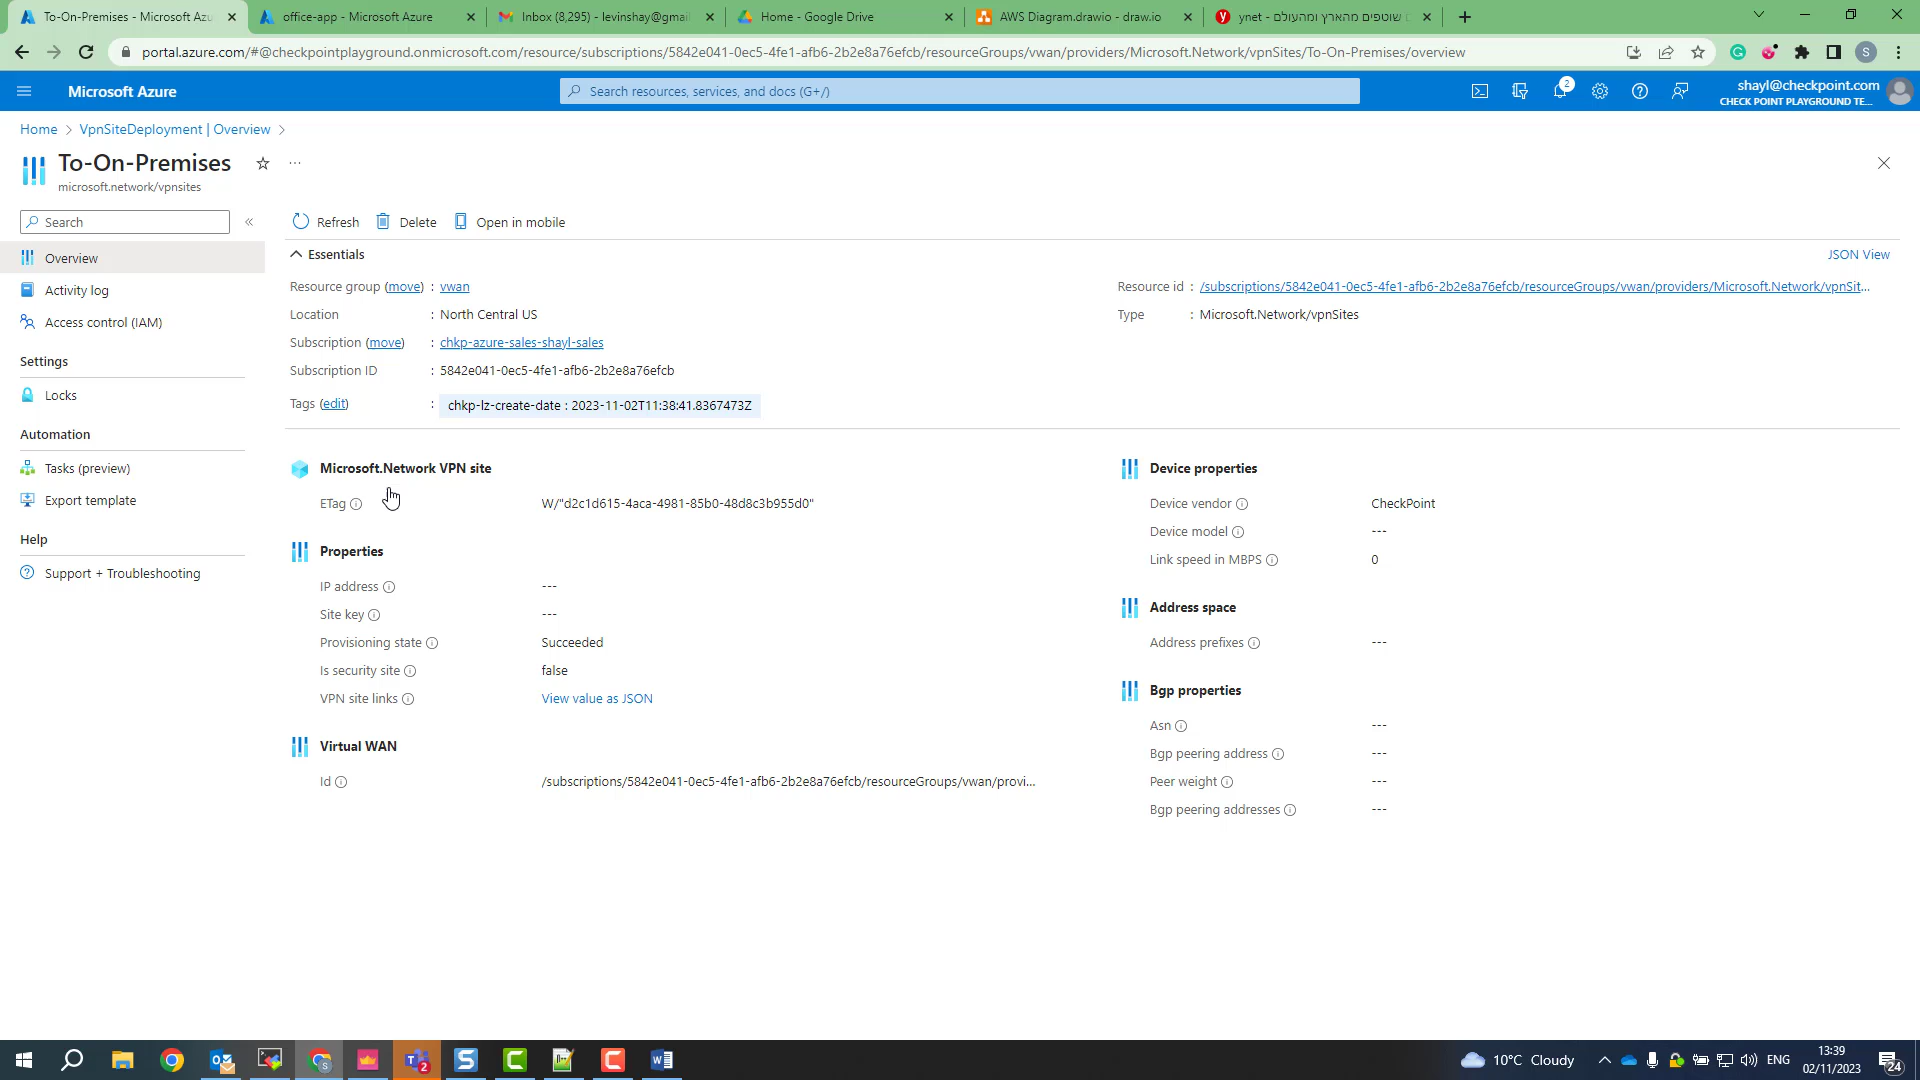 To-On-Premises - Microsoft Azu
office-app - Microsoft Azure
Inbox (8,295) - levinshay@gmail
Home - Google Drive
AWS Diagram.drawio - draw.io
ynet - שוטפים מהארץ ומהעולם
portal.azure.com/#@checkpointplayground.onmicrosoft.com/resource/subscriptions/5842e041-0ec5-4fe1-afb6-2b2e8a76efcb/resourceGroups/vwan/providers/Microsoft.Network/vpnSites/To-On-Premises/overview
S
Microsoft Azure
Search resources, services, and docs (G+/)
2
shayl@checkpoint.com
CHECK POINT PLAYGROUND TE...
Home > VpnSiteDeployment | Overview >
To-On-Premises
...
microsoft.network/vpnsites
Search
«
Refresh
Delete
Open in mobile
Overview
Activity log
Access control (IAM)
Settings
Locks
Automation
Tasks (preview)
Export template
Help
Support + Troubleshooting
Essentials
JSON View
Resource group (move) : vwan
Location : North Central US
Subscription (move) : chkp-azure-sales-shayl-sales
Subscription ID : 5842e041-0ec5-4fe1-afb6-2b2e8a76efcb
Tags (edit) : chkp-lz-create-date : 2023-11-02T11:38:41.8367473Z
Resource id : /subscriptions/5842e041-0ec5-4fe1-afb6-2b2e8a76efcb/resourceGroups/vwan/providers/Microsoft.Network/vpnSit...
Type : Microsoft.Network/vpnSites
Microsoft.Network VPN site
ETag W/"d2c1d615-4aca-4981-85b0-48d8c3b955d0"
Properties
IP address ---
Site key ---
Provisioning state Succeeded
Is security site false
VPN site links View value as JSON
Virtual WAN
Id /subscriptions/5842e041-0ec5-4fe1-afb6-2b2e8a76efcb/resourceGroups/vwan/provi...
Device properties
Device vendor CheckPoint
Device model ---
Link speed in MBPS 0
Address space
Address prefixes ---
Bgp properties
Asn ---
Bgp peering address ---
Peer weight ---
Bgp peering addresses ---
10°C Cloudy
ENG
13:39
02/11/2023
24